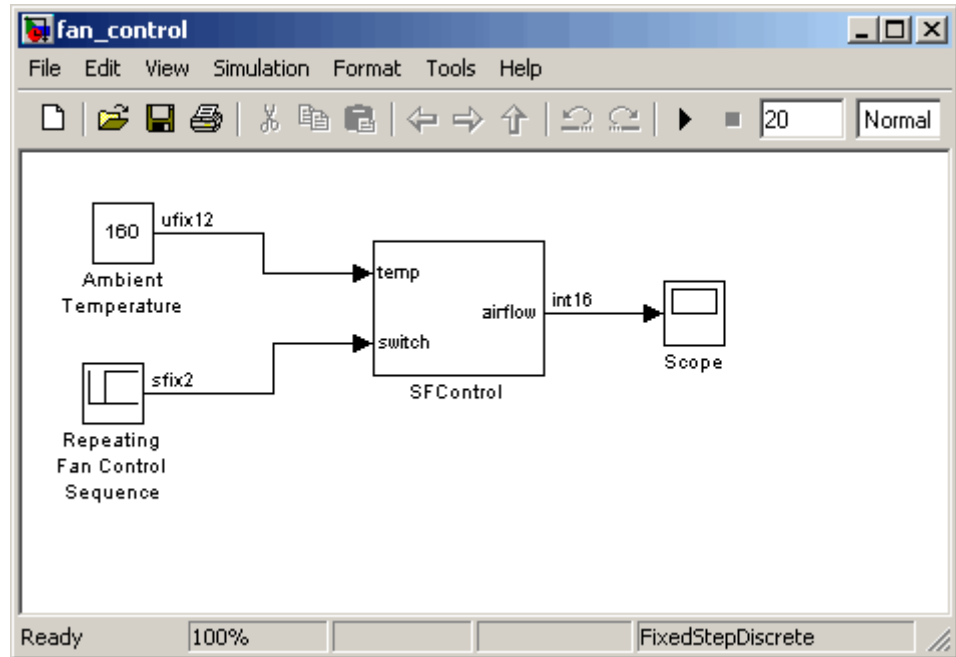 fan_control
File Edit View Simulation Format Tools Help
20 Normal
160
ufix12
Ambient
Temperature
temp
airflow
switch
SFControl
int16
Scope
sfix2
Repeating
Fan Control
Sequence
Ready 100% FixedStepDiscrete